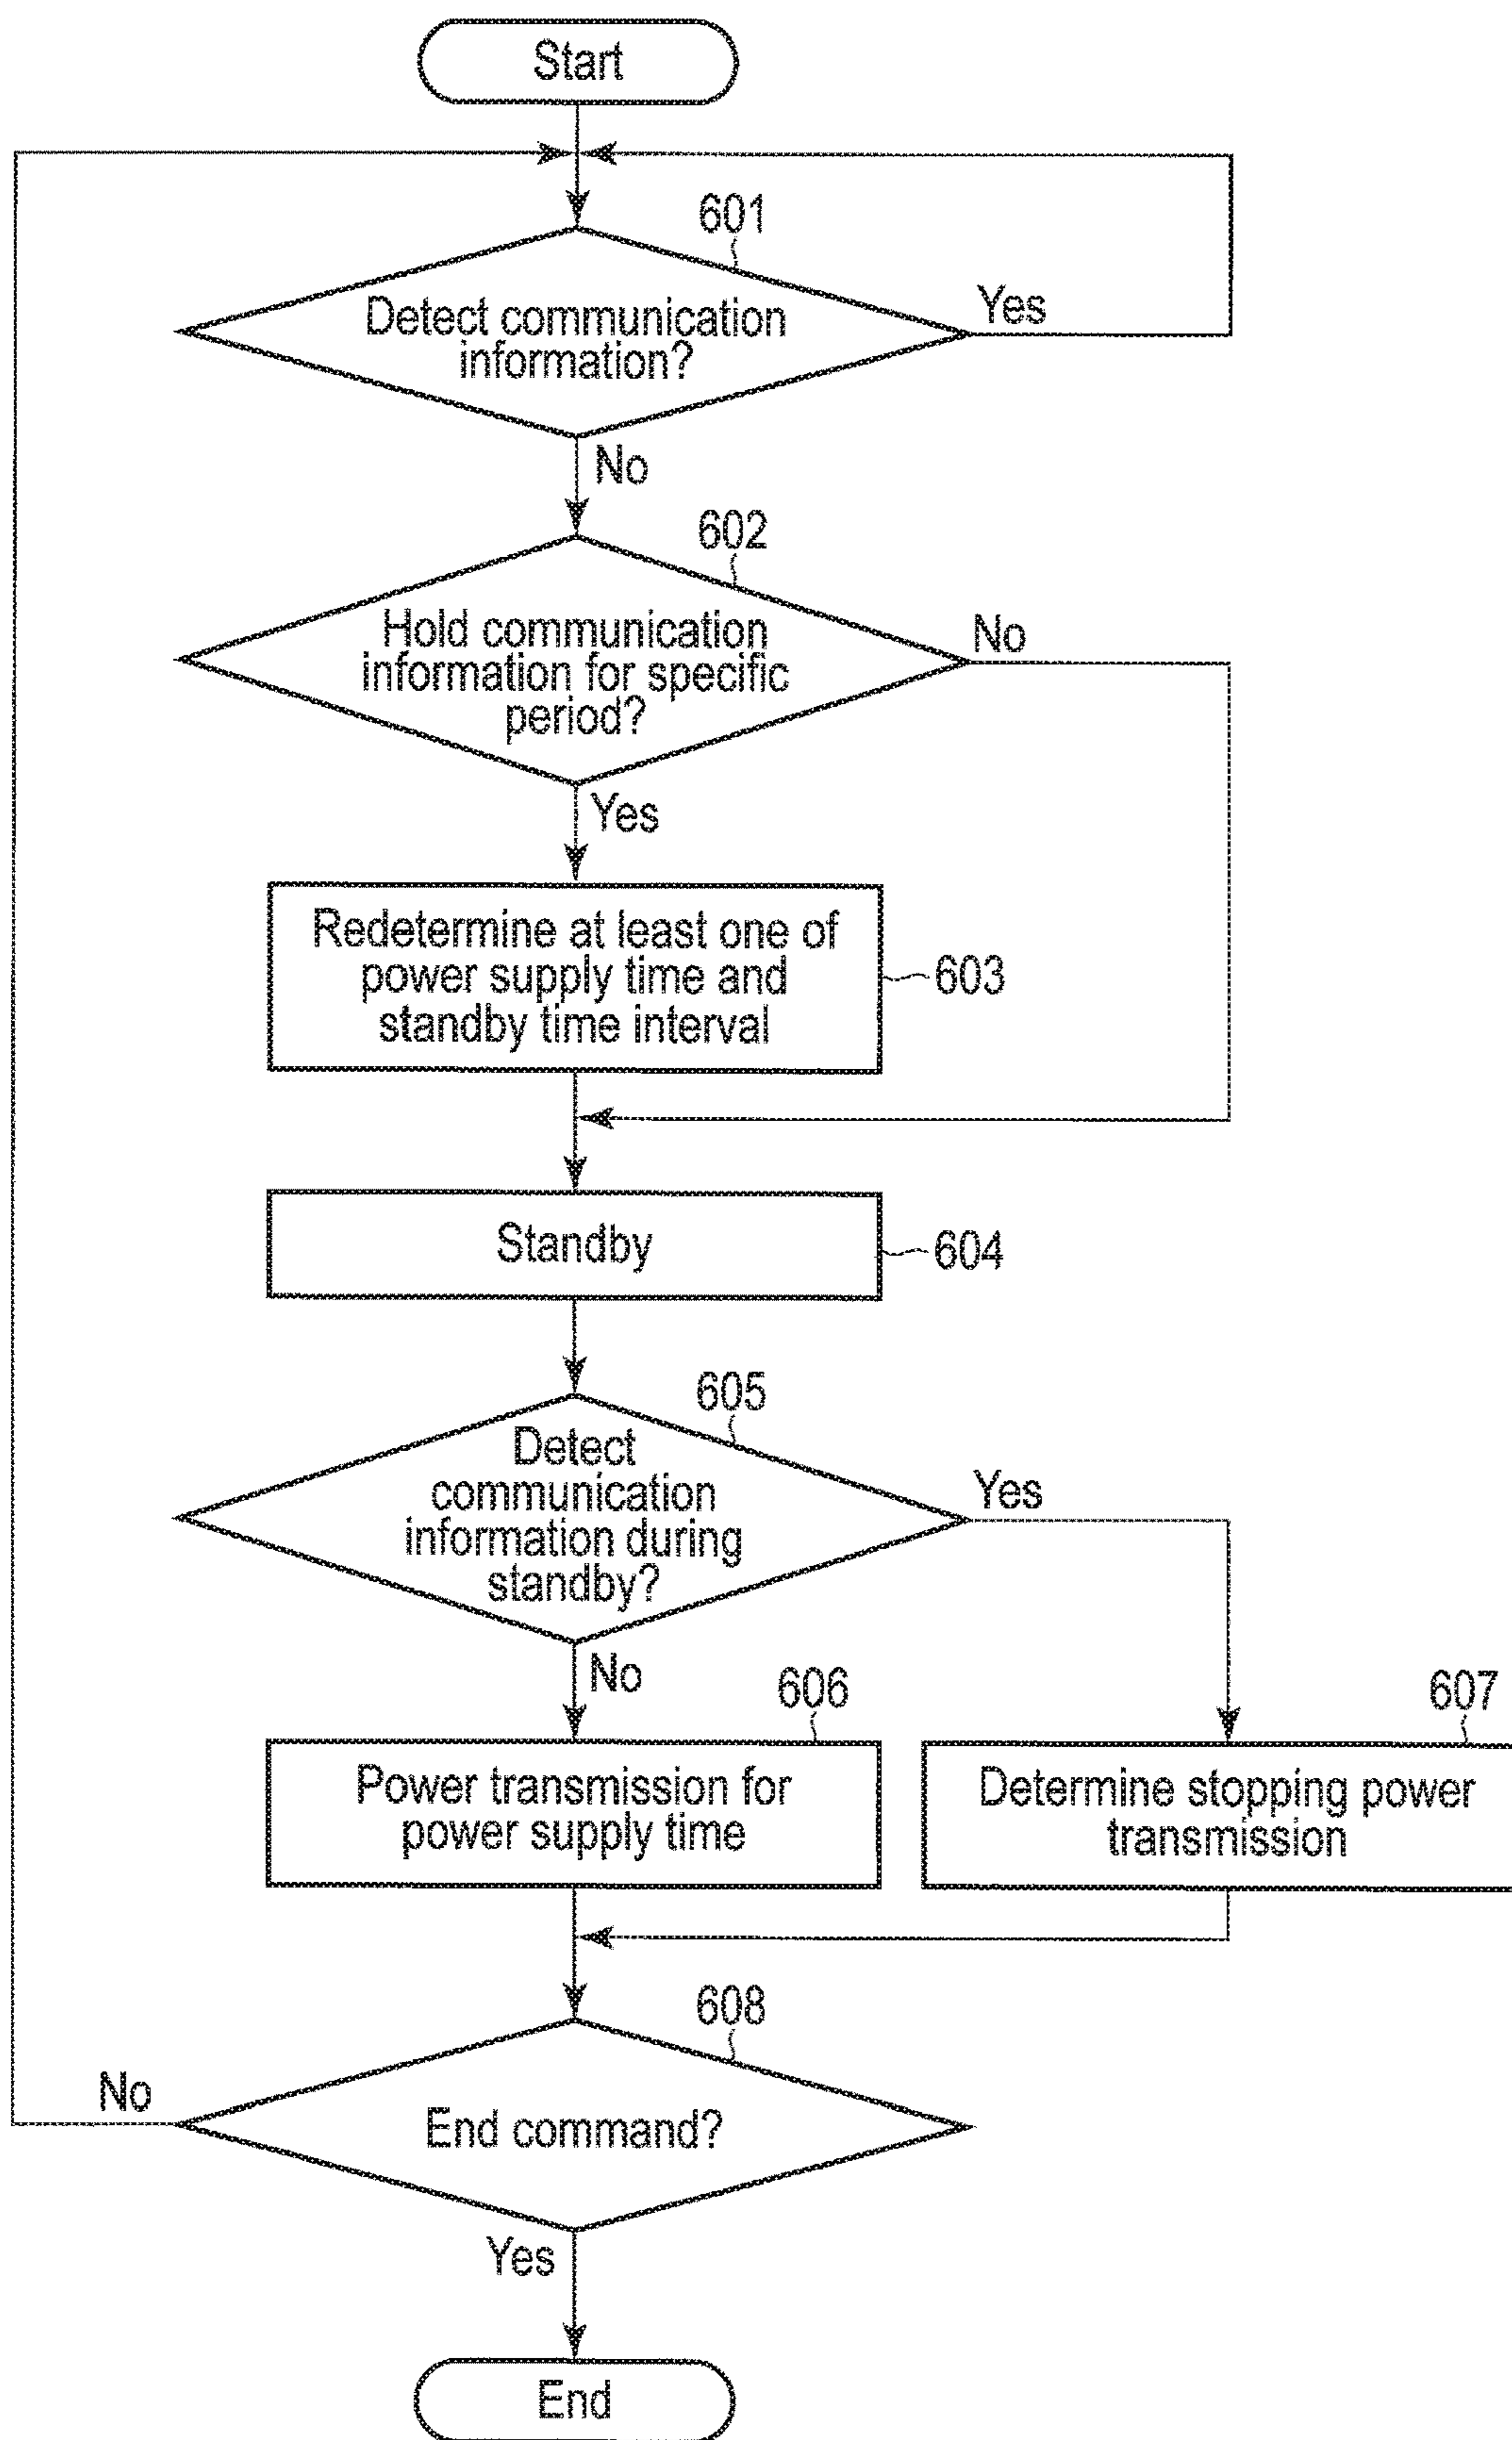 Start
601
Detect communication
information?
Yes
No
602
Hold communication
information for specific
period?
No
Yes
Redetermine at least one of
power supply time and
standby time interval
603
Standby
604
605
Detect
communication
information during
standby?
Yes
No
606
Power transmission for
power supply time
607
Determine stopping power
transmission
608
End command?
No
Yes
End